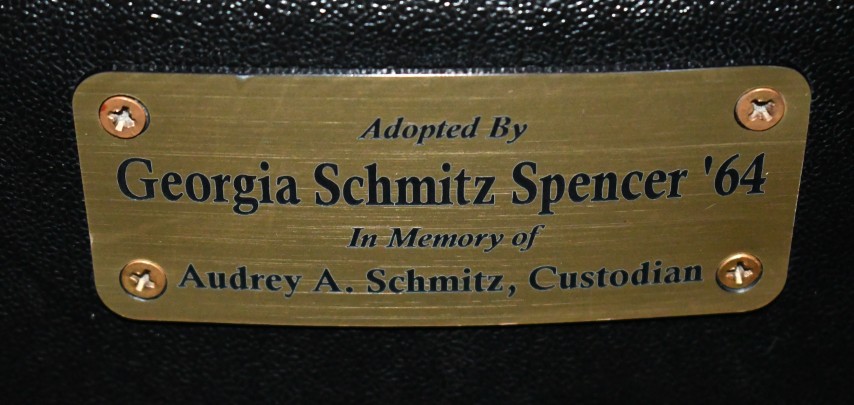 Adopted By
Georgia Schmitz Spencer '64
In Memory of
Audrey A. Schmitz, Custodian